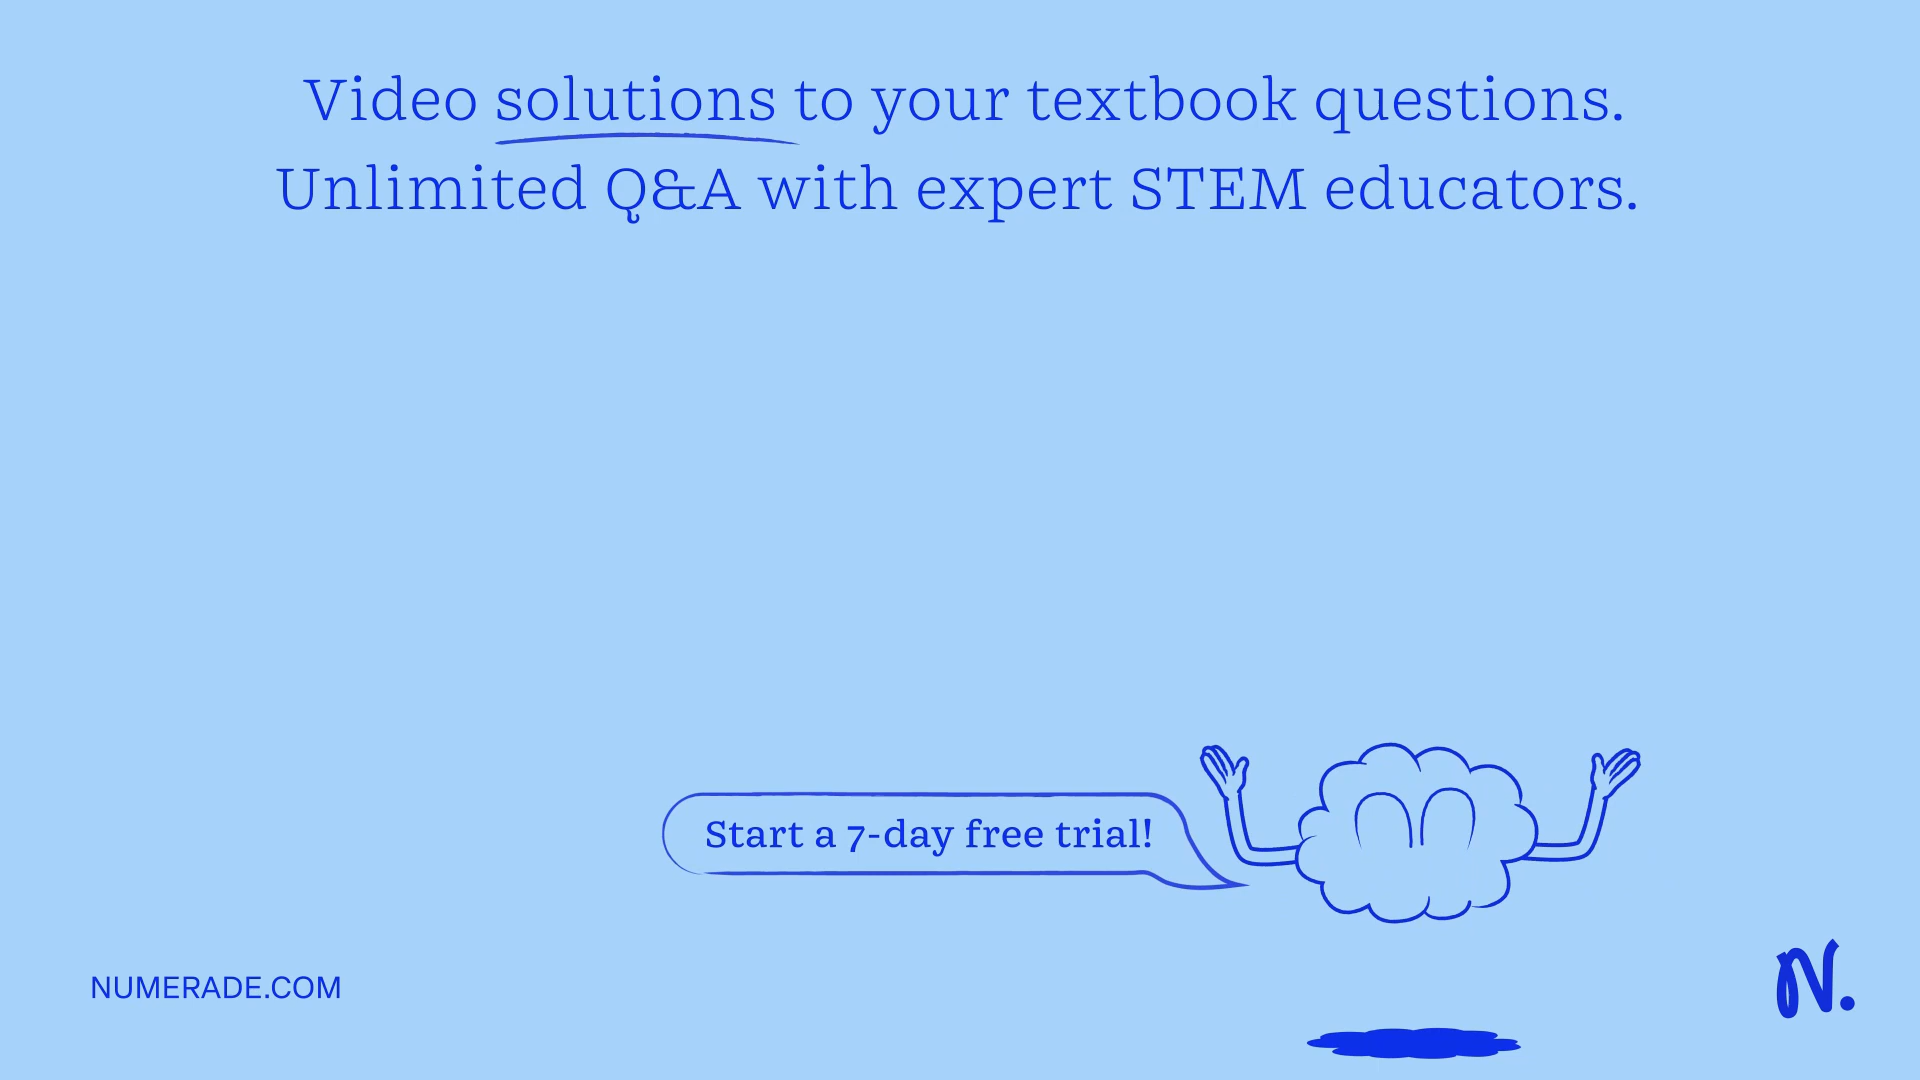 Video solutions to your textbook questions.
Unlimited Q&A with expert STEM educators.
Start a 7-day free trial!
NUMERADE.COM
N.